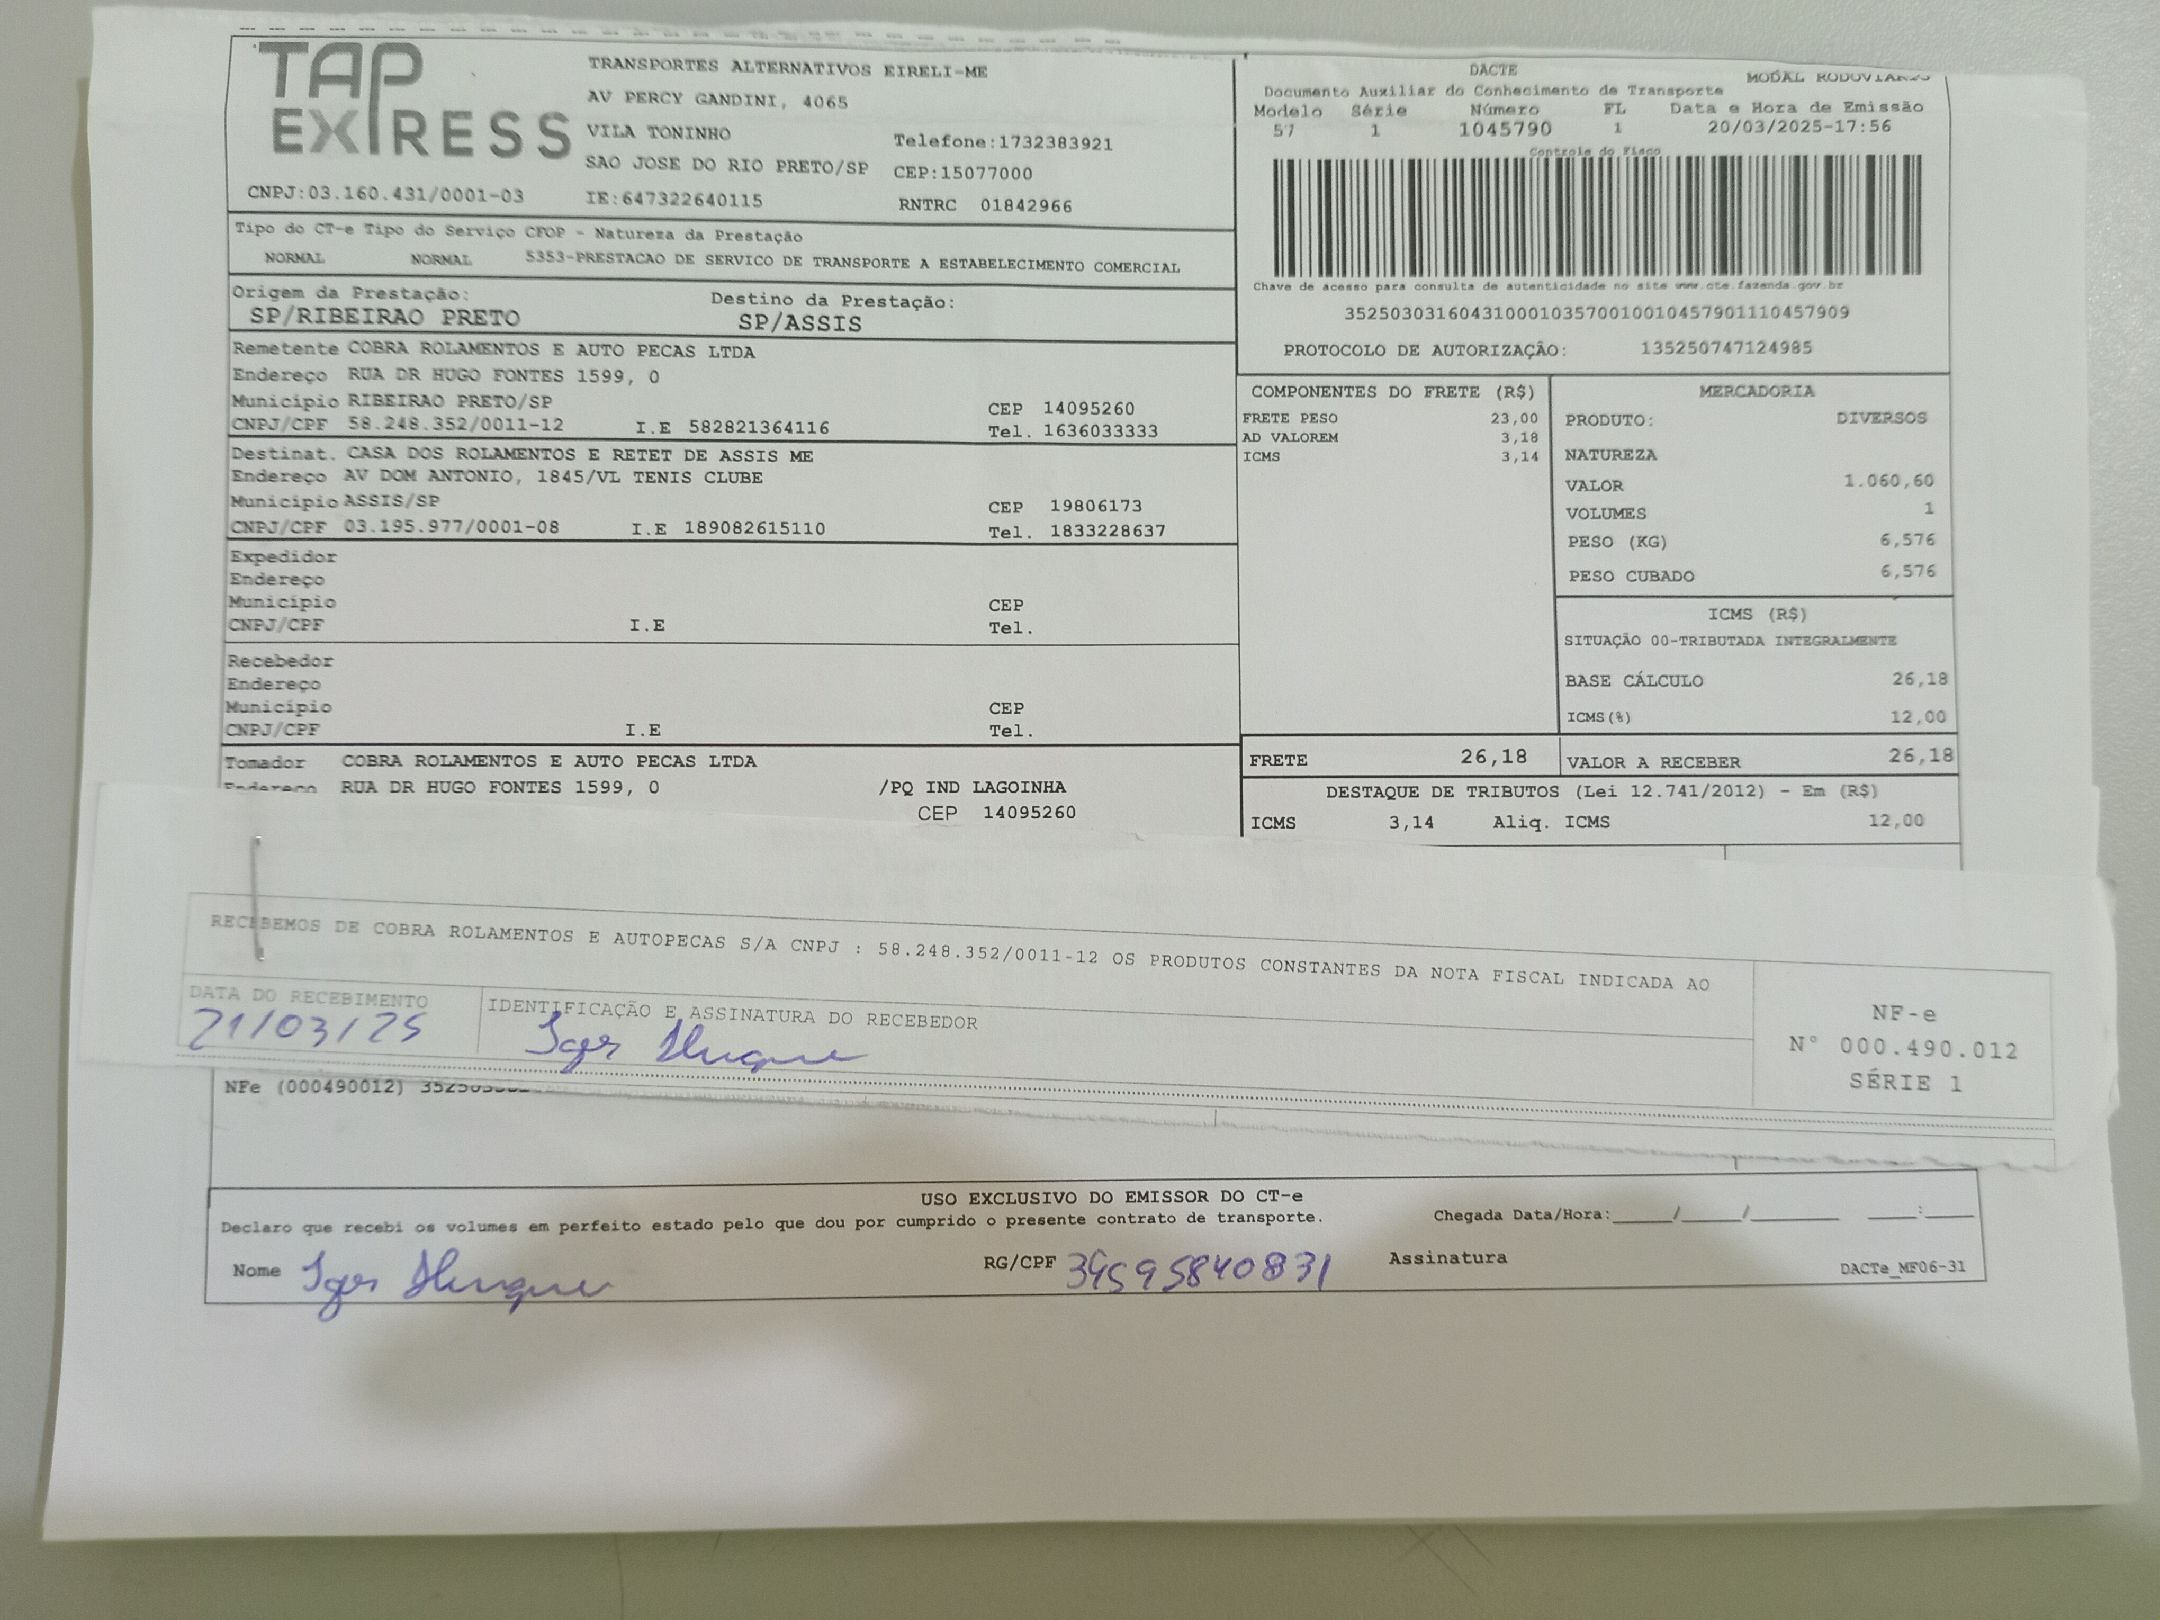 TAP EXPRESS
TRANSPORTES ALTERNATIVOS EIRELI-ME
AV PERCY GANDINI, 4065
VILA TONINHO Telefone:1732383921
SAO JOSE DO RIO PRETO/SP CEP:15077000
CNPJ:03.160.431/0001-03 IE:647322640115 RNTRC 01842966
DACTE MODAL RODOVIARIO
Documento Auxiliar do Conhecimento de Transporte
Modelo Série Número FL Data e Hora de Emissão
57 1 1045790 1 20/03/2025-17:56
Controle do Fisco
Chave de acesso para consulta de autenticidade no site www.cte.fazenda.gov.br
35250303160431000103570010010457901110457909
PROTOCOLO DE AUTORIZAÇÃO: 135250747124985
Tipo do CT-e Tipo do Serviço CFOP - Natureza da Prestação
NORMAL NORMAL 5353-PRESTACAO DE SERVICO DE TRANSPORTE A ESTABELECIMENTO COMERCIAL
Origem da Prestação: Destino da Prestação:
SP/RIBEIRAO PRETO SP/ASSIS
Remetente COBRA ROLAMENTOS E AUTO PECAS LTDA
Endereço RUA DR HUGO FONTES 1599, 0
Município RIBEIRAO PRETO/SP CEP 14095260
CNPJ/CPF 58.248.352/0011-12 I.E 582821364116 Tel. 1636033333
Destinat. CASA DOS ROLAMENTOS E RETET DE ASSIS ME
Endereço AV DOM ANTONIO, 1845/VL TENIS CLUBE
Município ASSIS/SP CEP 19806173
CNPJ/CPF 03.195.977/0001-08 I.E 189082615110 Tel. 1833228637
Expedidor
Endereço
Município CEP
CNPJ/CPF I.E Tel.
Recebedor
Endereço
Município CEP
CNPJ/CPF I.E Tel.
Tomador COBRA ROLAMENTOS E AUTO PECAS LTDA
Endereço RUA DR HUGO FONTES 1599, 0 /PQ IND LAGOINHA
CEP 14095260
COMPONENTES DO FRETE (R$)
FRETE PESO 23,00
AD VALOREM 3,18
ICMS 3,14
MERCADORIA
PRODUTO: DIVERSOS
NATUREZA
VALOR 1.060,60
VOLUMES 1
PESO (KG) 6,576
PESO CUBADO 6,576
ICMS (R$)
SITUAÇÃO 00-TRIBUTADA INTEGRALMENTE
BASE CÁLCULO 26,18
ICMS(%) 12,00
FRETE 26,18 VALOR A RECEBER 26,18
DESTAQUE DE TRIBUTOS (Lei 12.741/2012) - Em (R$)
ICMS 3,14 Aliq. ICMS 12,00
RECEBEMOS DE COBRA ROLAMENTOS E AUTOPECAS S/A CNPJ : 58.248.352/0011-12 OS PRODUTOS CONSTANTES DA NOTA FISCAL INDICADA AO
DATA DO RECEBIMENTO IDENTIFICAÇÃO E ASSINATURA DO RECEBEDOR
21/03/25 Igor
NF-e
N° 000.490.012
SÉRIE 1
NFe (000490012)
USO EXCLUSIVO DO EMISSOR DO CT-e
Declaro que recebi os volumes em perfeito estado pelo que dou por cumprido o presente contrato de transporte. Chegada Data/Hora:_____/_____/________ ____:____
Nome Igor RG/CPF 39595840831 Assinatura
DACTe_MF06-31